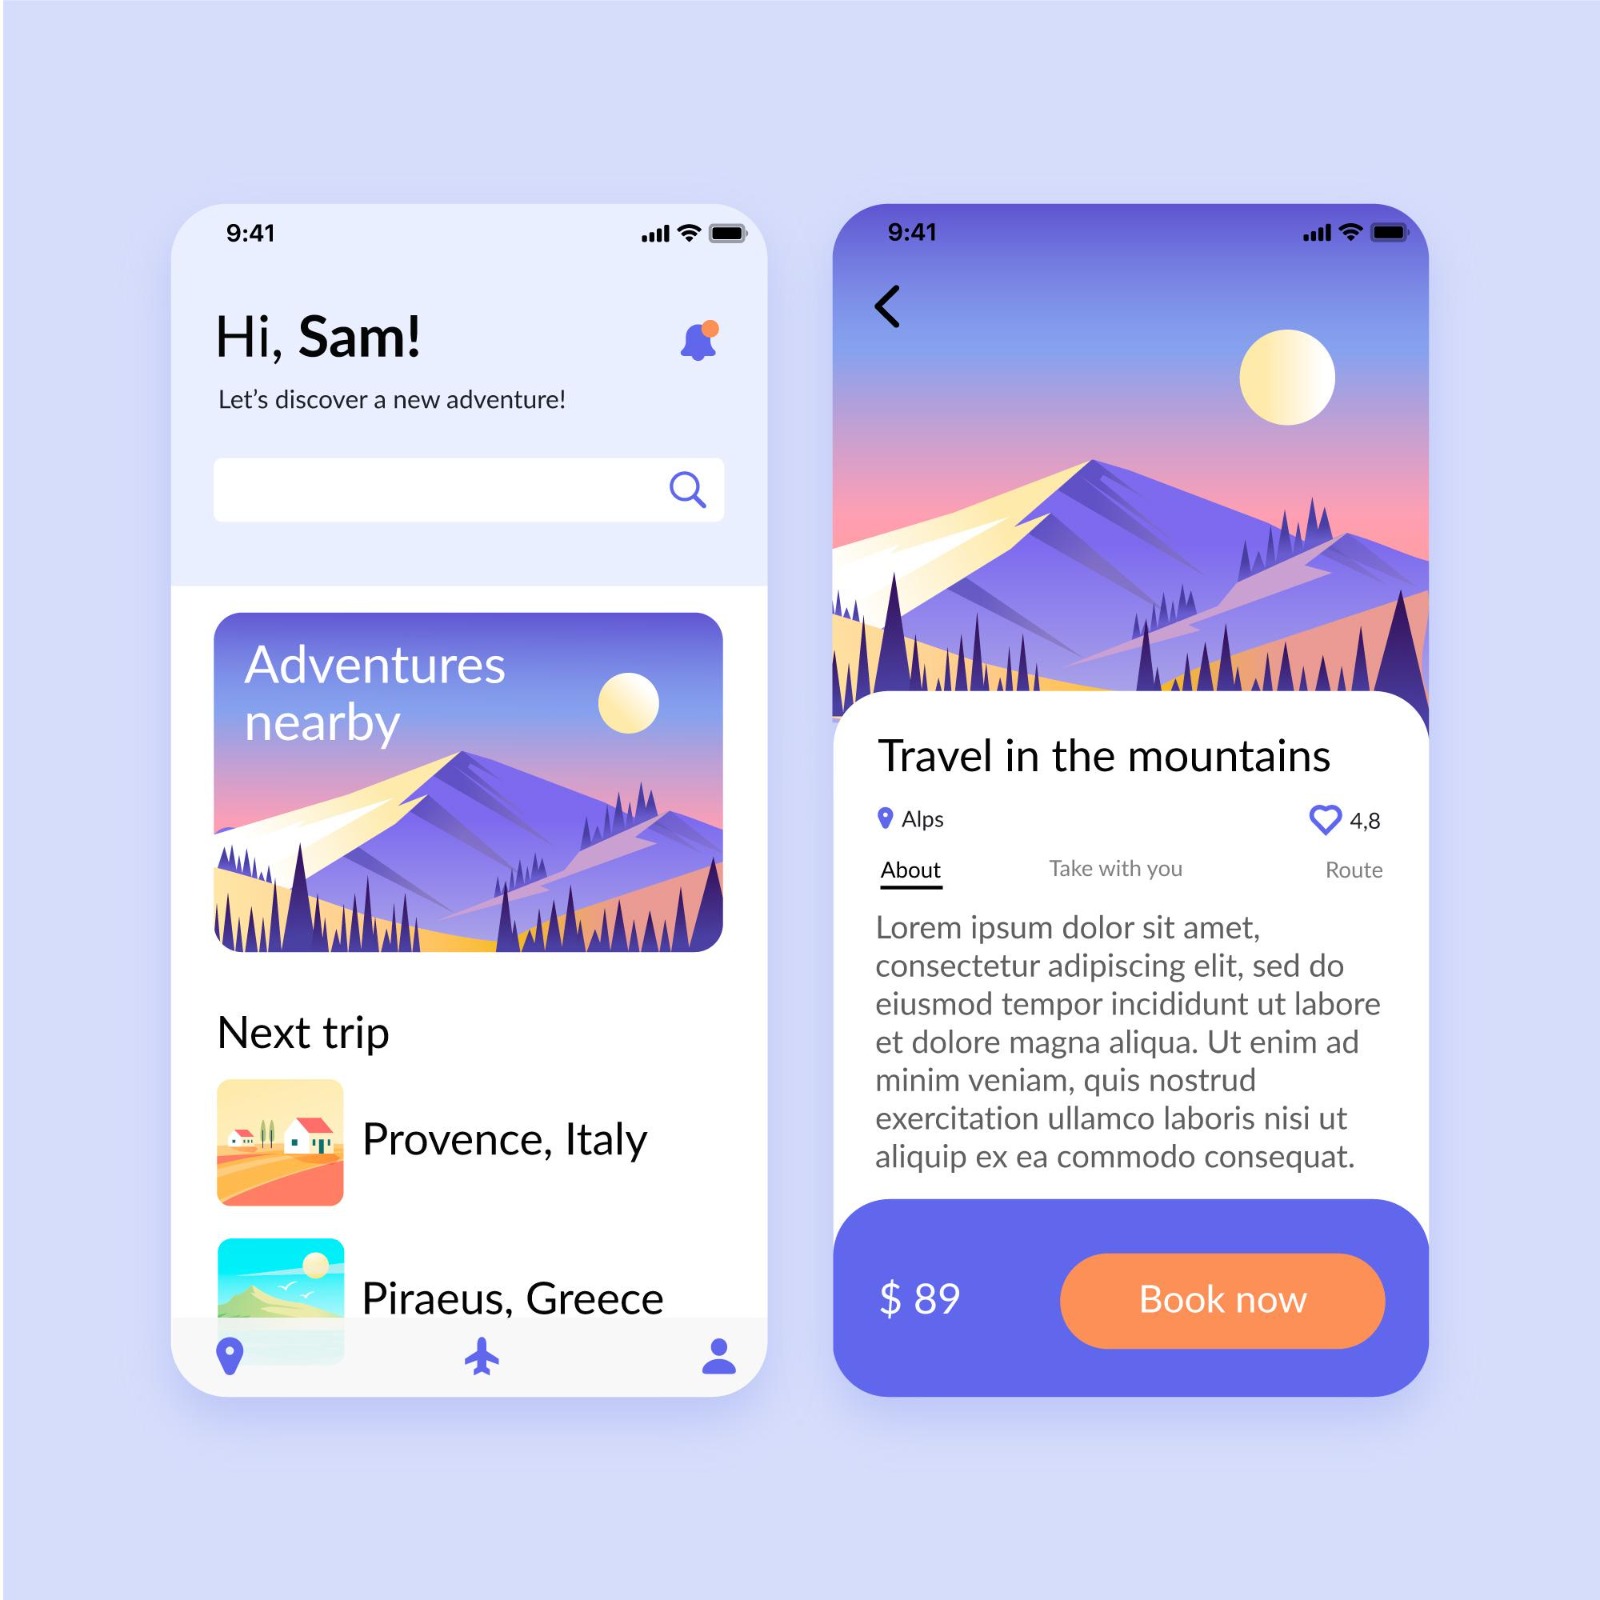 9:41
Hi, Sam!
Let’s discover a new adventure!
Adventures
nearby
Next trip
Provence, Italy
Piraeus, Greece
9:41
Travel in the mountains
Alps
4,8
About
Take with you
Route
Lorem ipsum dolor sit amet,
consectetur adipiscing elit, sed do
eiusmod tempor incididunt ut labore
et dolore magna aliqua. Ut enim ad
minim veniam, quis nostrud
exercitation ullamco laboris nisi ut
aliquip ex ea commodo consequat.
$ 89
Book now